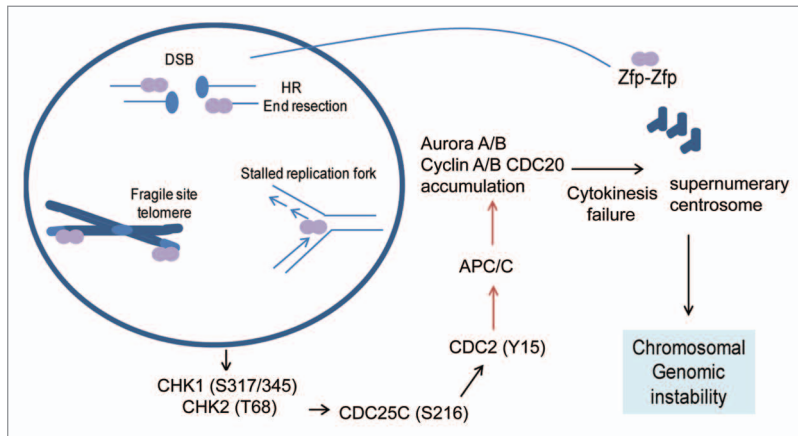 DSB
HR
End resection
Fragile site
telomere
Stalled replication fork
Zfp-Zfp
Aurora A/B
Cyclin A/B CDC20
accumulation
Cytokinesis
failure
supernumerary
centrosome
APC/C
CDC2 (Y15)
CHK1 (S317/345)
CHK2 (T68)
CDC25C (S216)
Chromosomal
Genomic
instability